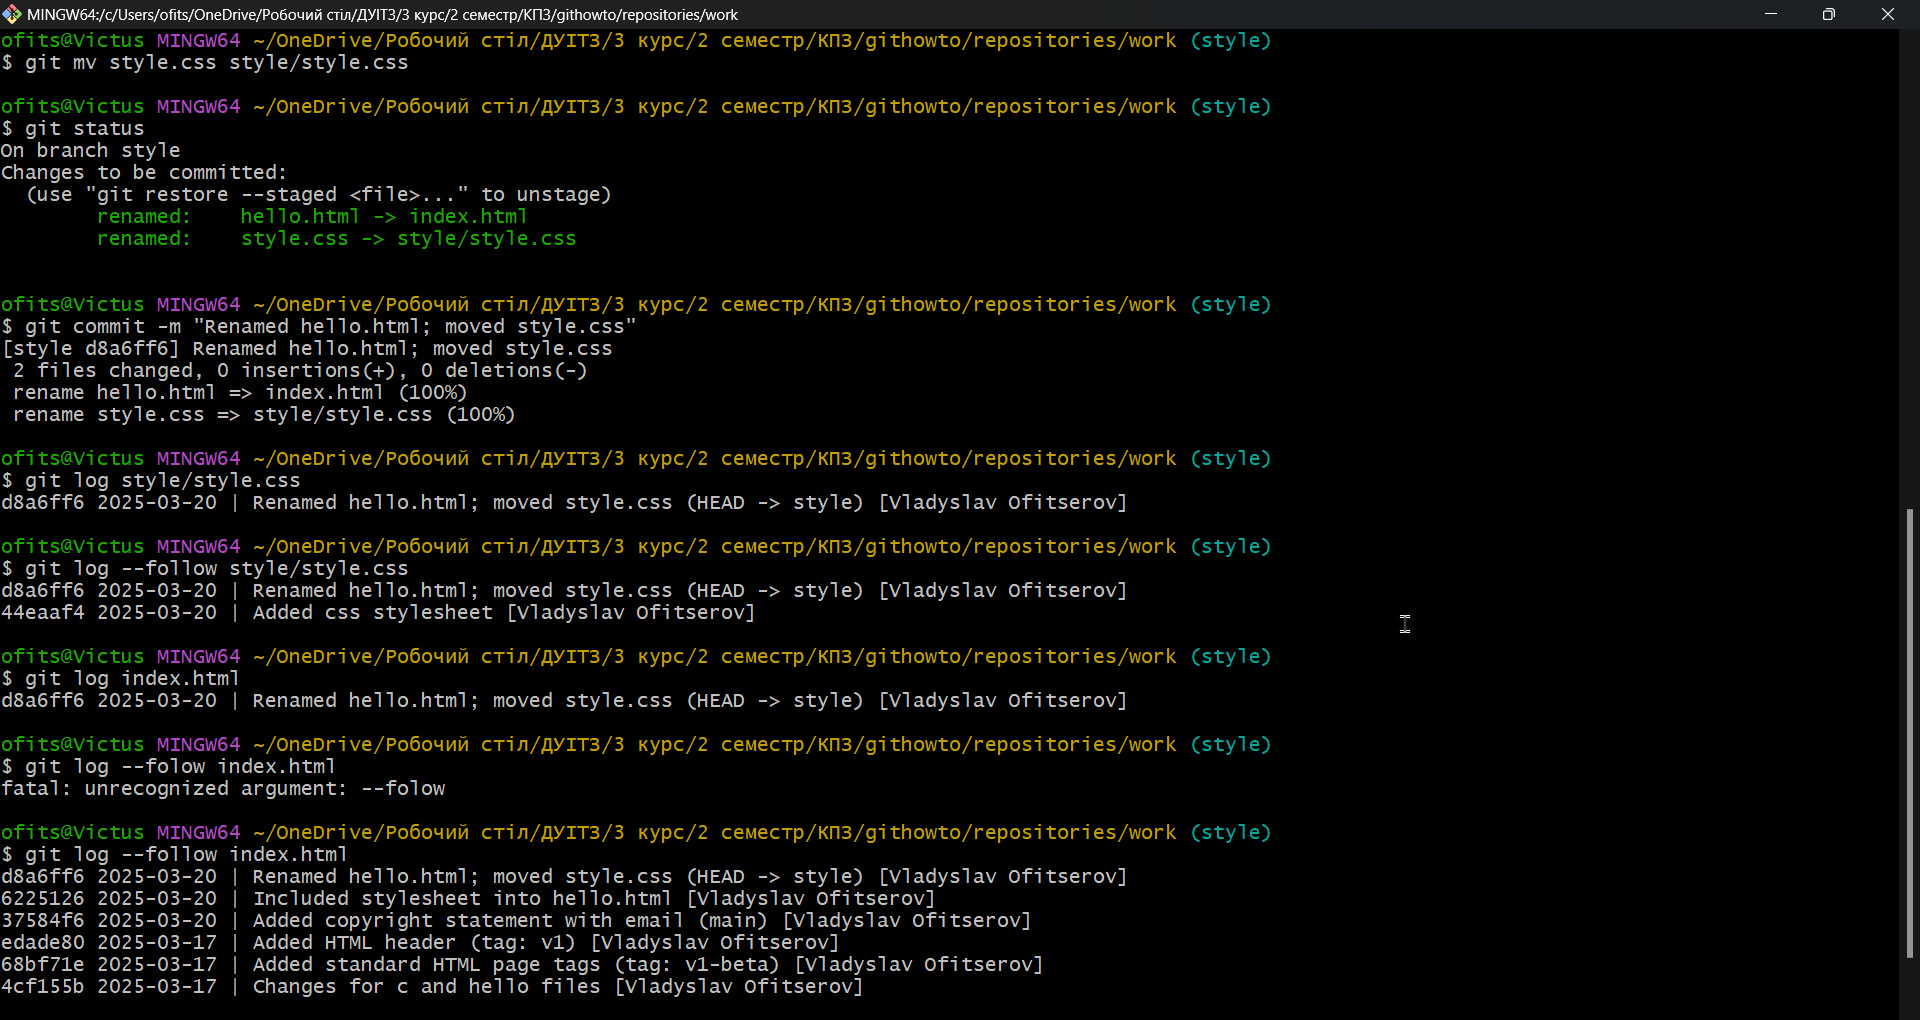 MINGW64:/c/Users/ofits/OneDrive/Робочий стіл/ДУІТЗ/3 курс/2 семестр/КПЗ/githowto/repositories/work
ofits@Victus MINGW64 ~/OneDrive/Робочий стіл/ДУІТЗ/3 курс/2 семестр/КПЗ/githowto/repositories/work (style)
$ git mv style.css style/style.css
ofits@Victus MINGW64 ~/OneDrive/Робочий стіл/ДУІТЗ/3 курс/2 семестр/КПЗ/githowto/repositories/work (style)
$ git status
On branch style
Changes to be committed:
  (use "git restore --staged <file>..." to unstage)
        renamed:    hello.html -> index.html
        renamed:    style.css -> style/style.css
ofits@Victus MINGW64 ~/OneDrive/Робочий стіл/ДУІТЗ/3 курс/2 семестр/КПЗ/githowto/repositories/work (style)
$ git commit -m "Renamed hello.html; moved style.css"
[style d8a6ff6] Renamed hello.html; moved style.css
 2 files changed, 0 insertions(+), 0 deletions(-)
 rename hello.html => index.html (100%)
 rename style.css => style/style.css (100%)
ofits@Victus MINGW64 ~/OneDrive/Робочий стіл/ДУІТЗ/3 курс/2 семестр/КПЗ/githowto/repositories/work (style)
$ git log style/style.css
d8a6ff6 2025-03-20 | Renamed hello.html; moved style.css (HEAD -> style) [Vladyslav Ofitserov]
ofits@Victus MINGW64 ~/OneDrive/Робочий стіл/ДУІТЗ/3 курс/2 семестр/КПЗ/githowto/repositories/work (style)
$ git log --follow style/style.css
d8a6ff6 2025-03-20 | Renamed hello.html; moved style.css (HEAD -> style) [Vladyslav Ofitserov]
44eaaf4 2025-03-20 | Added css stylesheet [Vladyslav Ofitserov]
ofits@Victus MINGW64 ~/OneDrive/Робочий стіл/ДУІТЗ/3 курс/2 семестр/КПЗ/githowto/repositories/work (style)
$ git log index.html
d8a6ff6 2025-03-20 | Renamed hello.html; moved style.css (HEAD -> style) [Vladyslav Ofitserov]
ofits@Victus MINGW64 ~/OneDrive/Робочий стіл/ДУІТЗ/3 курс/2 семестр/КПЗ/githowto/repositories/work (style)
$ git log --folow index.html
fatal: unrecognized argument: --folow
ofits@Victus MINGW64 ~/OneDrive/Робочий стіл/ДУІТЗ/3 курс/2 семестр/КПЗ/githowto/repositories/work (style)
$ git log --follow index.html
d8a6ff6 2025-03-20 | Renamed hello.html; moved style.css (HEAD -> style) [Vladyslav Ofitserov]
6225126 2025-03-20 | Included stylesheet into hello.html [Vladyslav Ofitserov]
37584f6 2025-03-20 | Added copyright statement with email (main) [Vladyslav Ofitserov]
edade80 2025-03-17 | Added HTML header (tag: v1) [Vladyslav Ofitserov]
68bf71e 2025-03-17 | Added standard HTML page tags (tag: v1-beta) [Vladyslav Ofitserov]
4cf155b 2025-03-17 | Changes for c and hello files [Vladyslav Ofitserov]